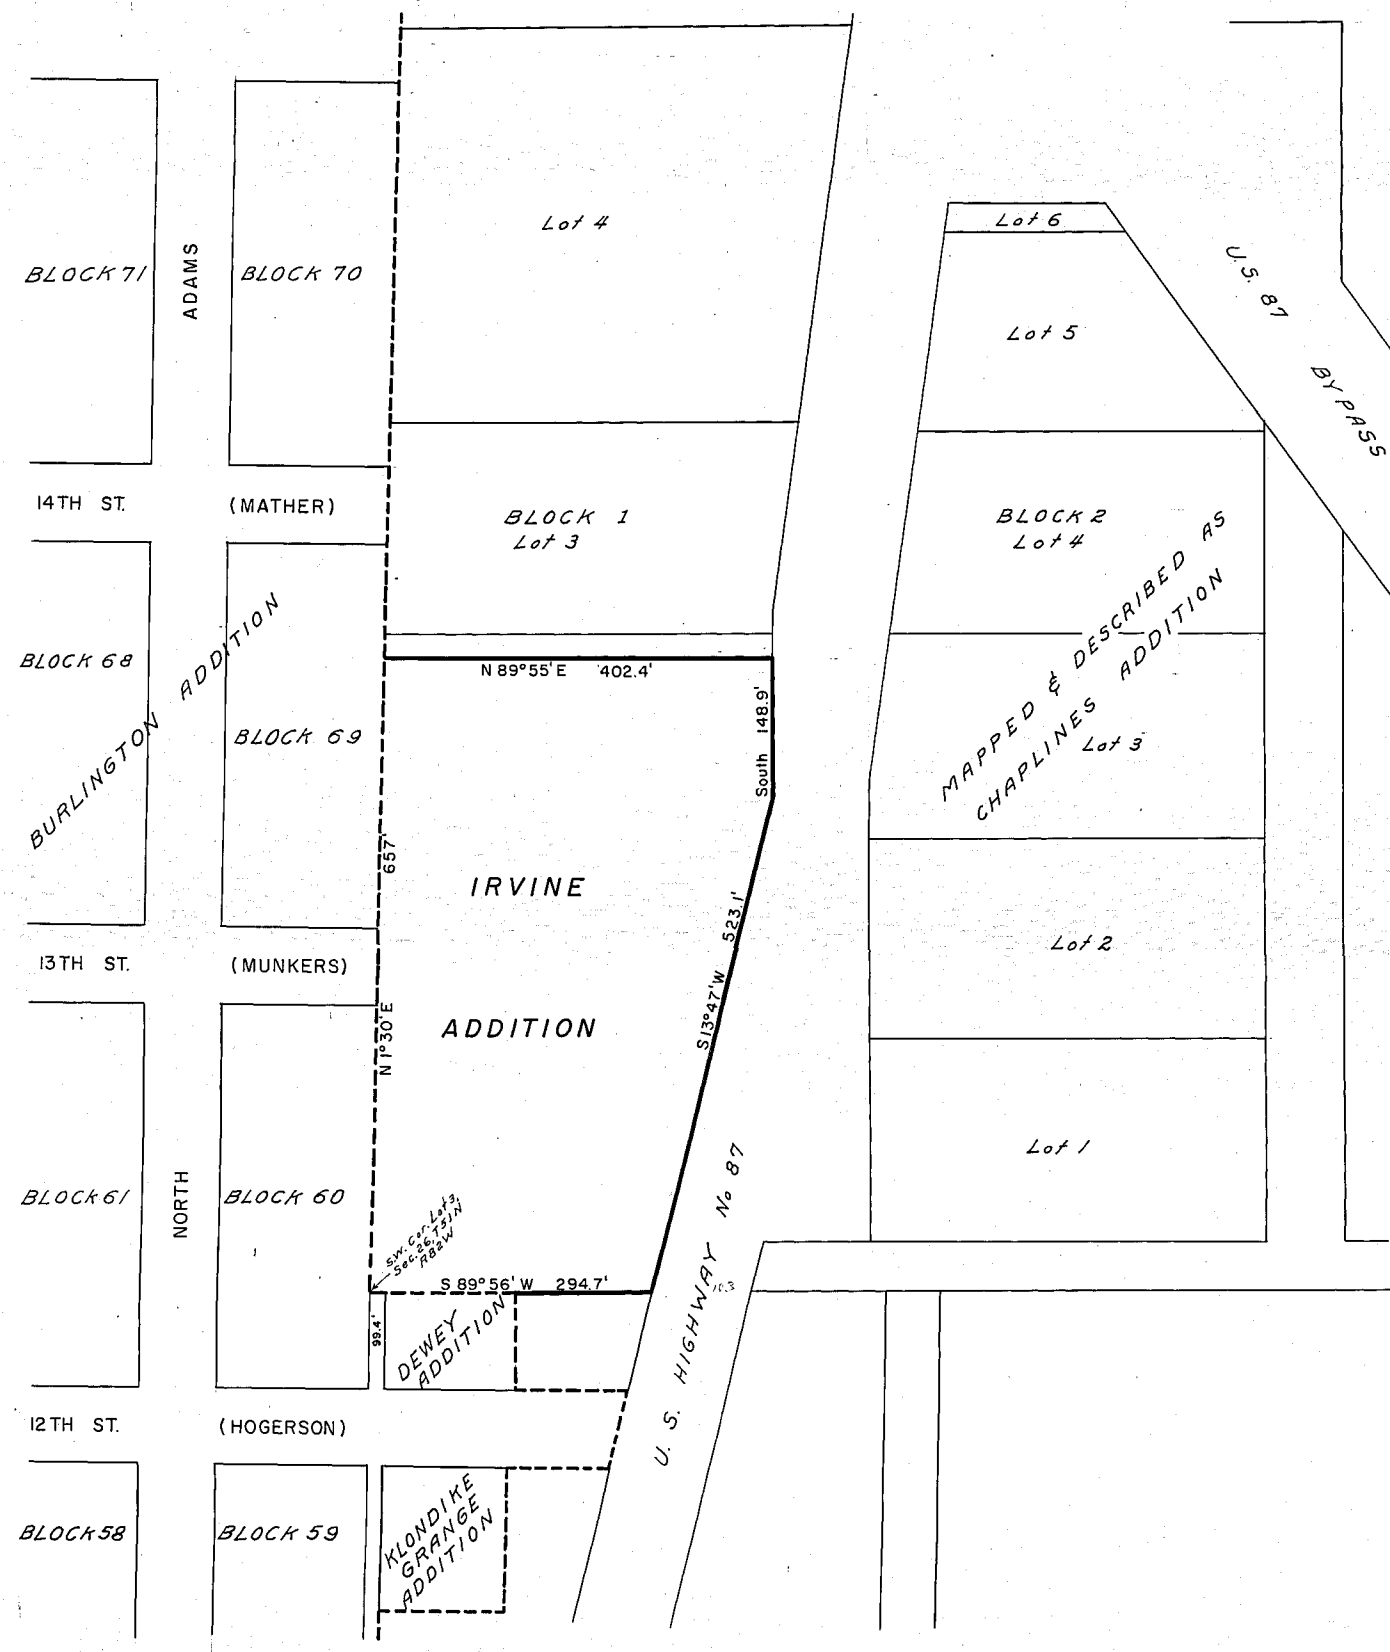 Lot 4
Lot 6
U.S. 87 BYPASS
BLOCK 71
ADAMS
BLOCK 70
Lot 5
14TH ST. (MATHER)
BLOCK 1
Lot 3
BLOCK 2
Lot 4
MAPPED & DESCRIBED AS
CHAPLINES ADDITION
BURLINGTON ADDITION
BLOCK 68
BLOCK 69
N 89°55'E 402.4'
South 148.9'
Lot 3
657'
N 1°30'E
IRVINE
ADDITION
S 13°47'W 523.1'
Lot 2
13TH ST. (MUNKERS)
Lot 1
U. S. HIGHWAY No 87
BLOCK 61
NORTH
BLOCK 60
S.W. Cor. Lot 3,
Sec. 26, T51N
R82W
S 89°56' W 294.7'
99.4'
DEWEY
ADDITION
12TH ST. (HOGERSON)
BLOCK 58
BLOCK 59
KLONDIKE
GRANGE
ADDITION